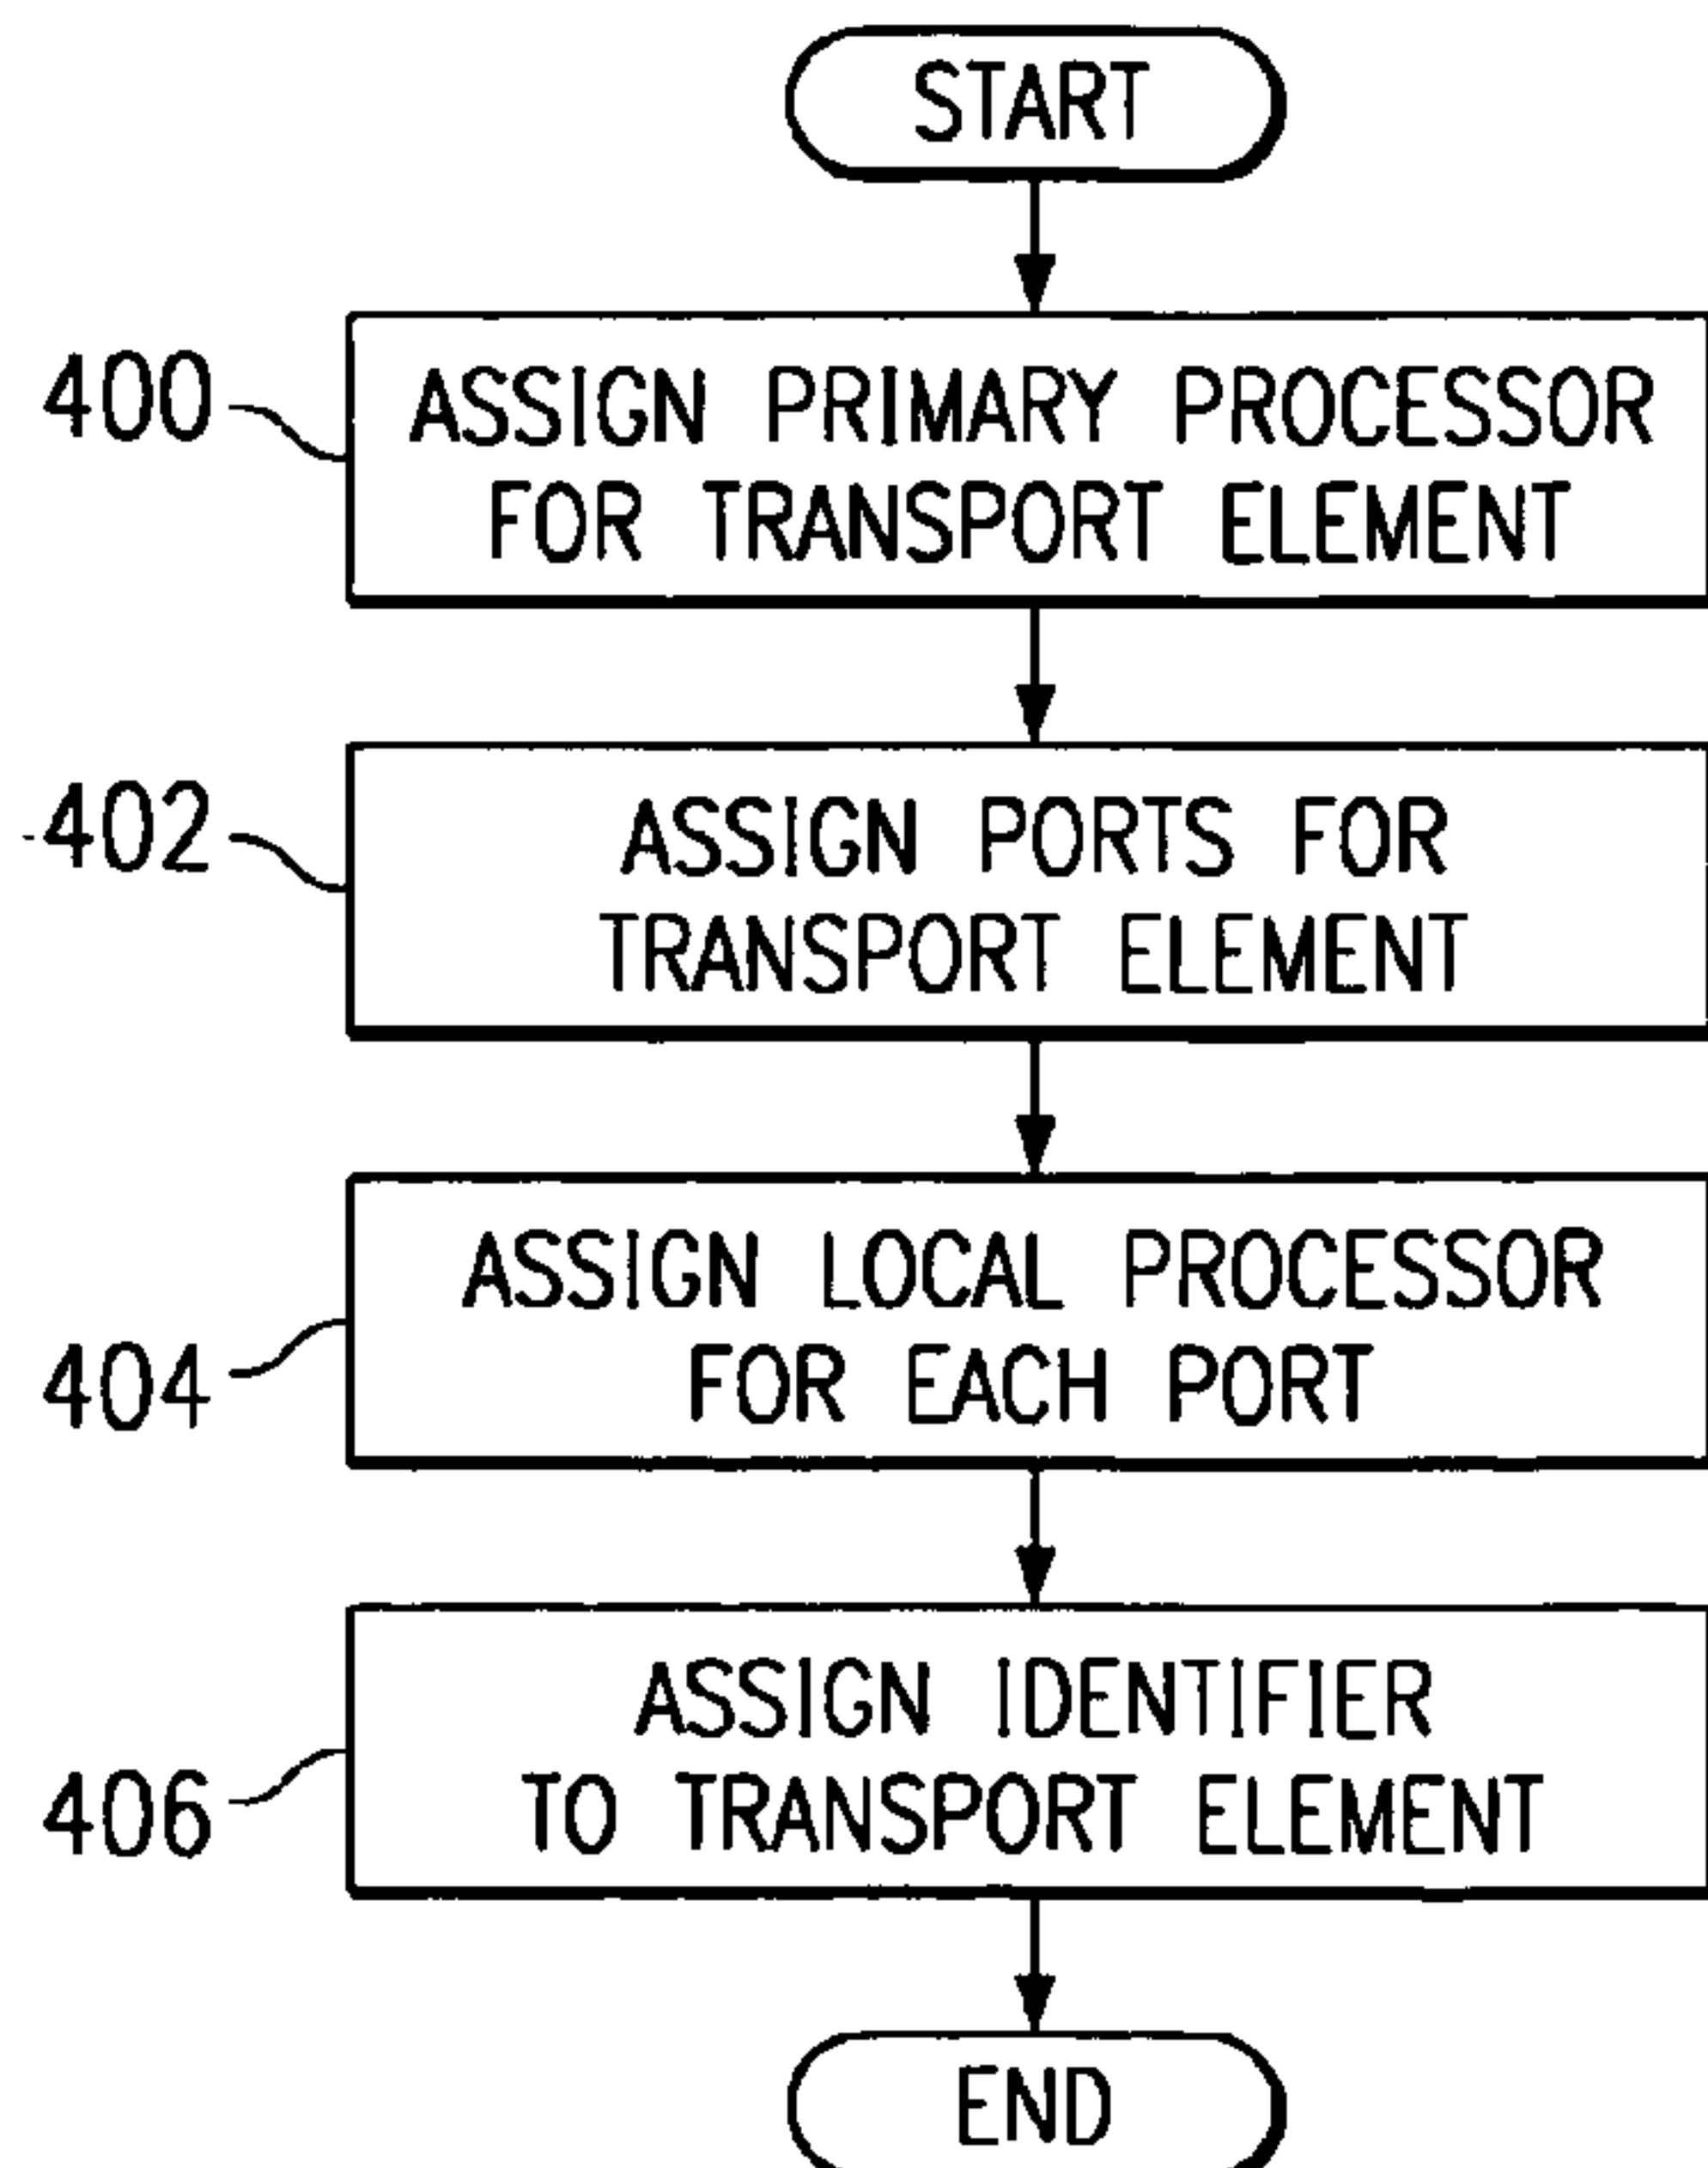 START
400
ASSIGN PRIMARY PROCESSOR
FOR TRANSPORT ELEMENT
402
ASSIGN PORTS FOR
TRANSPORT ELEMENT
ASSIGN LOCAL PROCESSOR
FOR EACH PORT
404
ASSIGN IDENTIFIER
TO TRANSPORT ELEMENT
406
END